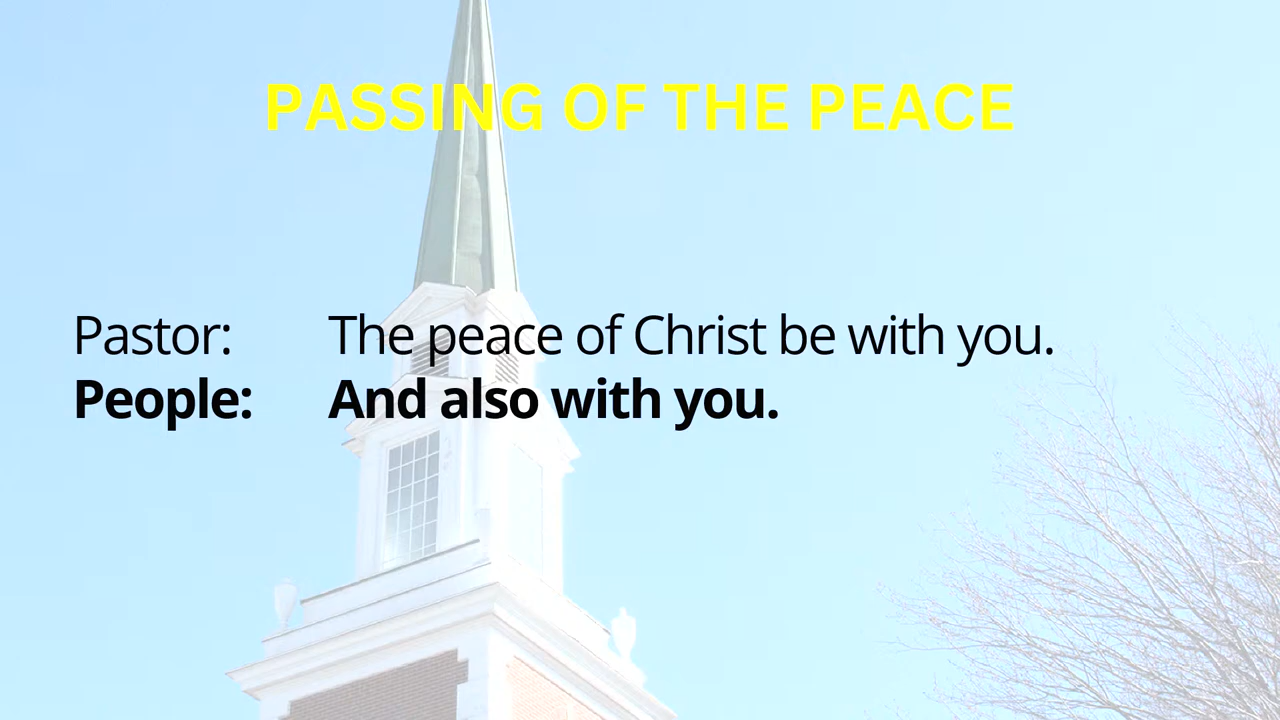 PASSING OF THE PEACE
Pastor: The peace of Christ be with you.
People: And also with you.